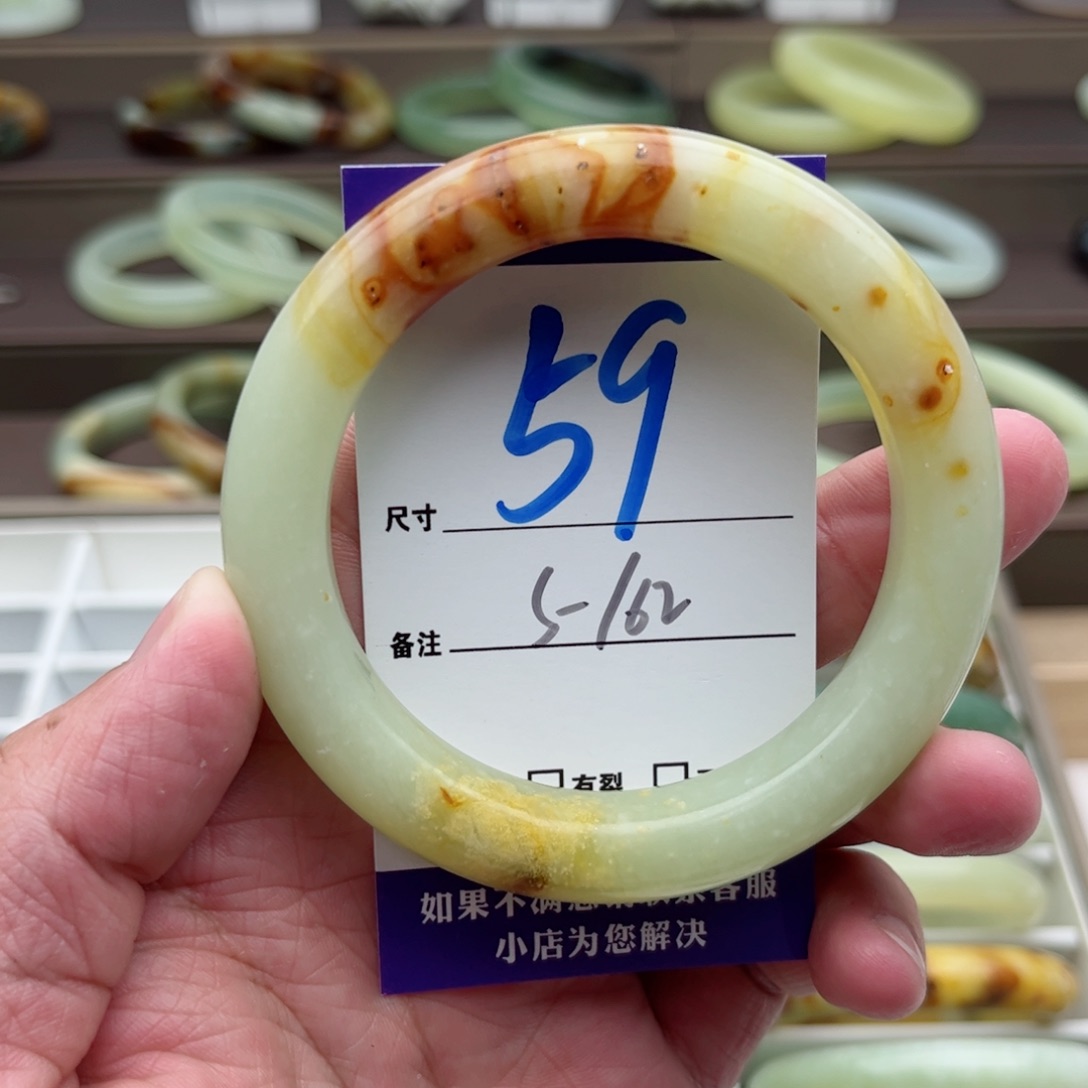 59
尺寸
5-162
备注
有裂
如果不满意请联系客服
小店为您解决